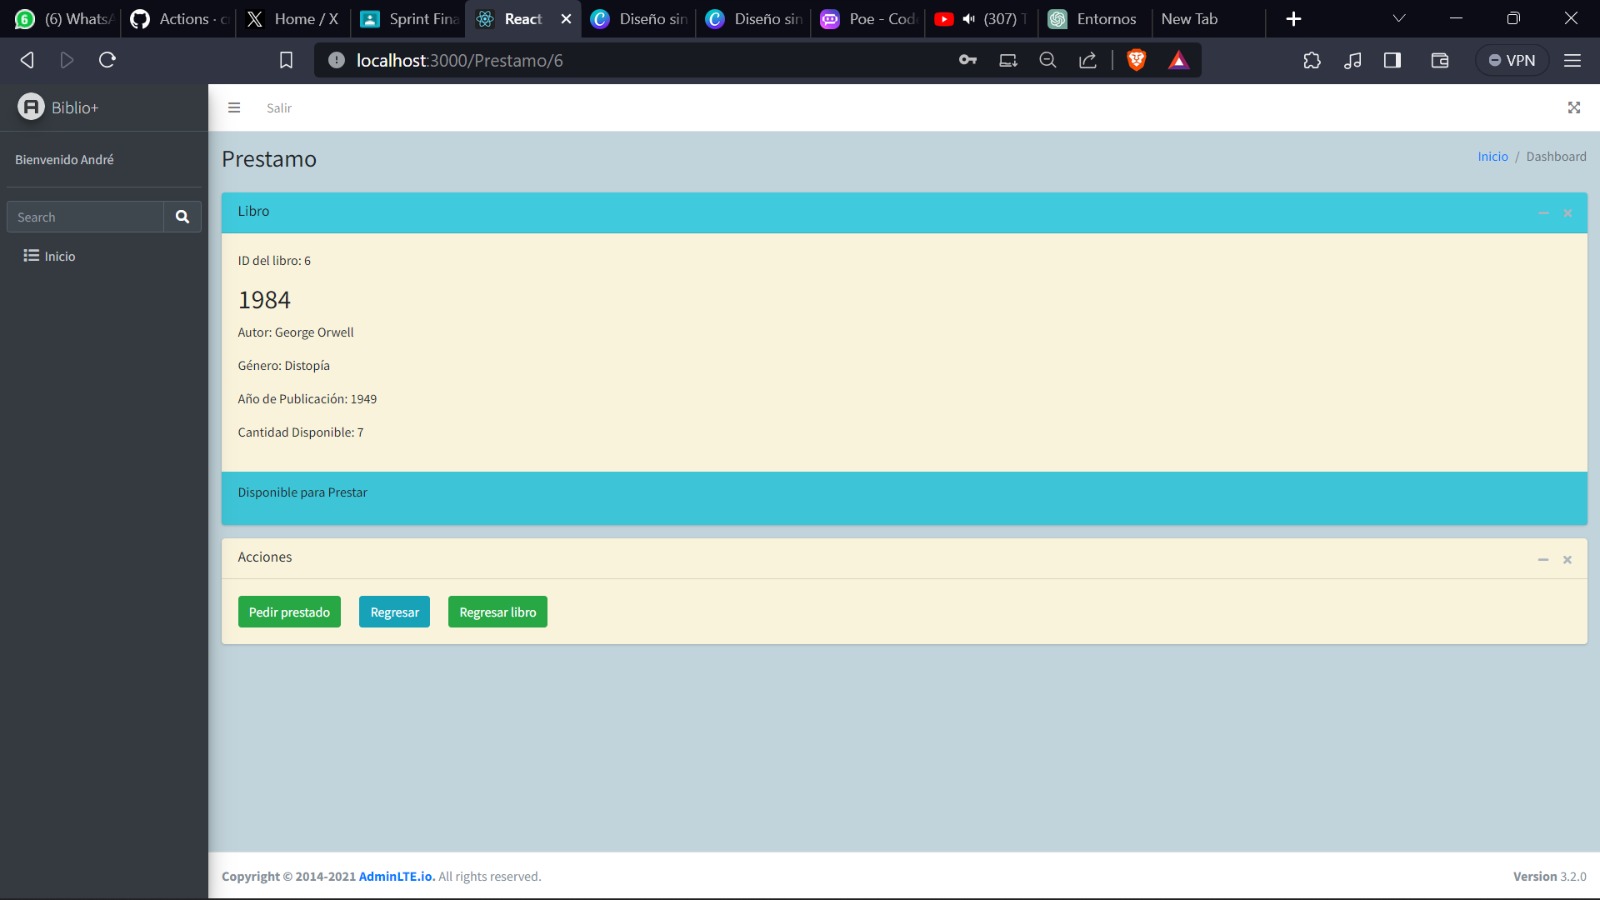 6 (6) WhatsA
Actions · c
Home / X
Sprint Fina
React
Diseño sin
Diseño sin
Poe - Code
(307) T
Entornos
New Tab
localhost:3000/Prestamo/6
VPN
Biblio+
Salir
Bienvenido André
Prestamo
Inicio / Dashboard
Search
Inicio
Libro
ID del libro: 6
1984
Autor: George Orwell
Género: Distopía
Año de Publicación: 1949
Cantidad Disponible: 7
Disponible para Prestar
Acciones
Pedir prestado
Regresar
Regresar libro
Copyright © 2014-2021 AdminLTE.io. All rights reserved.
Version 3.2.0